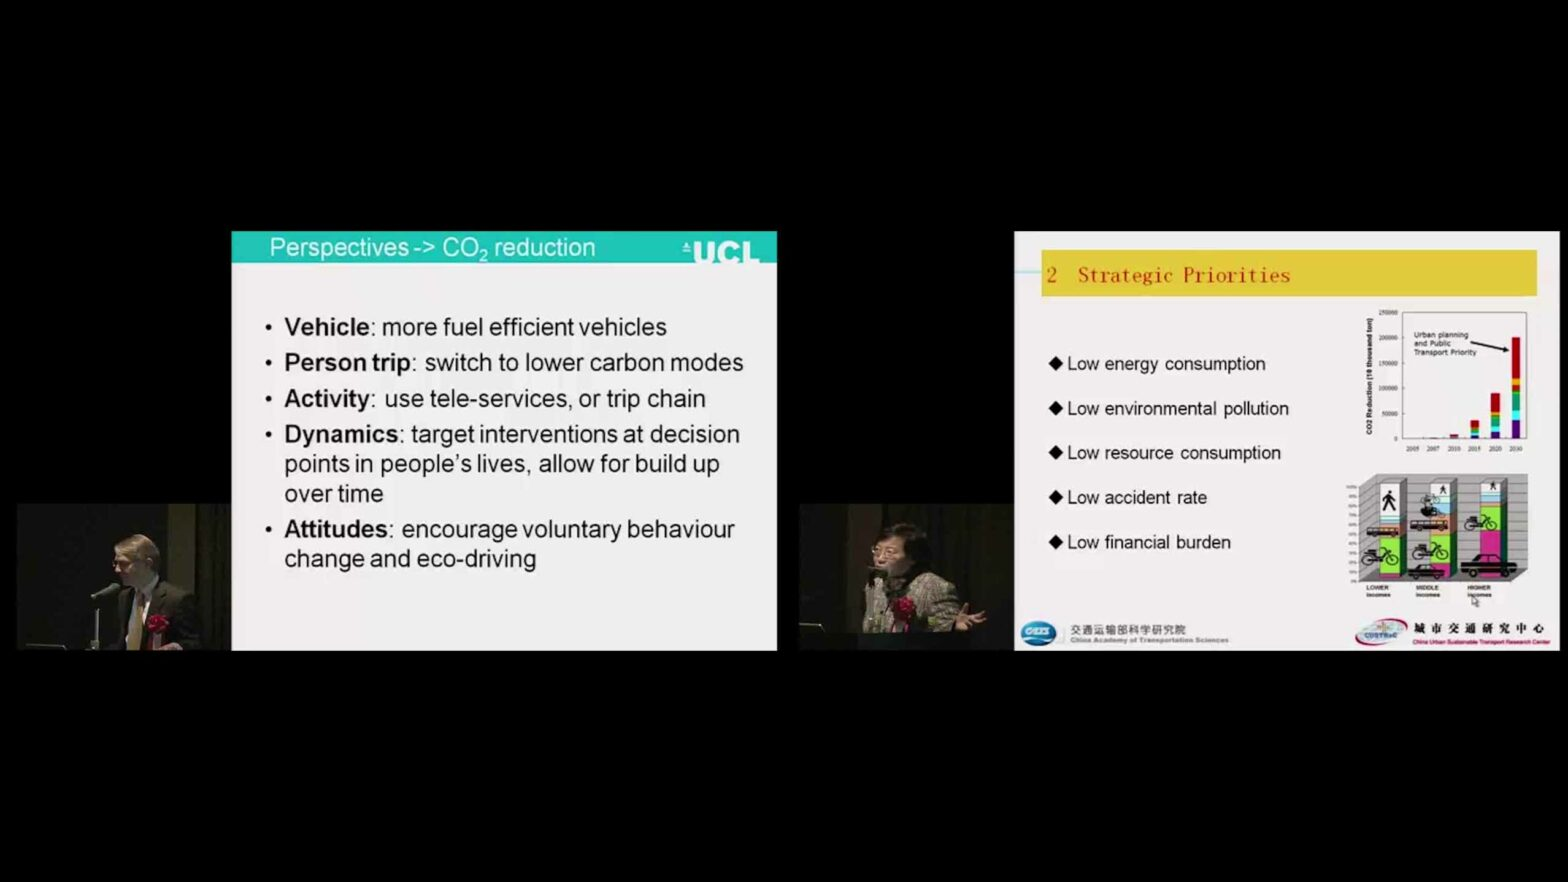 Perspectives -> CO₂ reduction
UCL
• Vehicle: more fuel efficient vehicles
• Person trip: switch to lower carbon modes
• Activity: use tele-services, or trip chain
• Dynamics: target interventions at decision
points in people's lives, allow for build up
over time
• Attitudes: encourage voluntary behaviour
change and eco-driving
2 Strategic Priorities
◆ Low energy consumption
◆ Low environmental pollution
◆ Low resource consumption
◆ Low accident rate
◆ Low financial burden
CO2 Reduction (10 thousand ton)
250000
200000
150000
100000
50000
0
Urban planning
and Public
Transport Priority
2005 2007 2010 2015 2020 2030
LOWER incomes
MIDDLE incomes
HIGHER incomes
交通运输部科学研究院
China Academy of Transportation Sciences
城市交通研究中心
China Urban Sustainable Transport Research Center